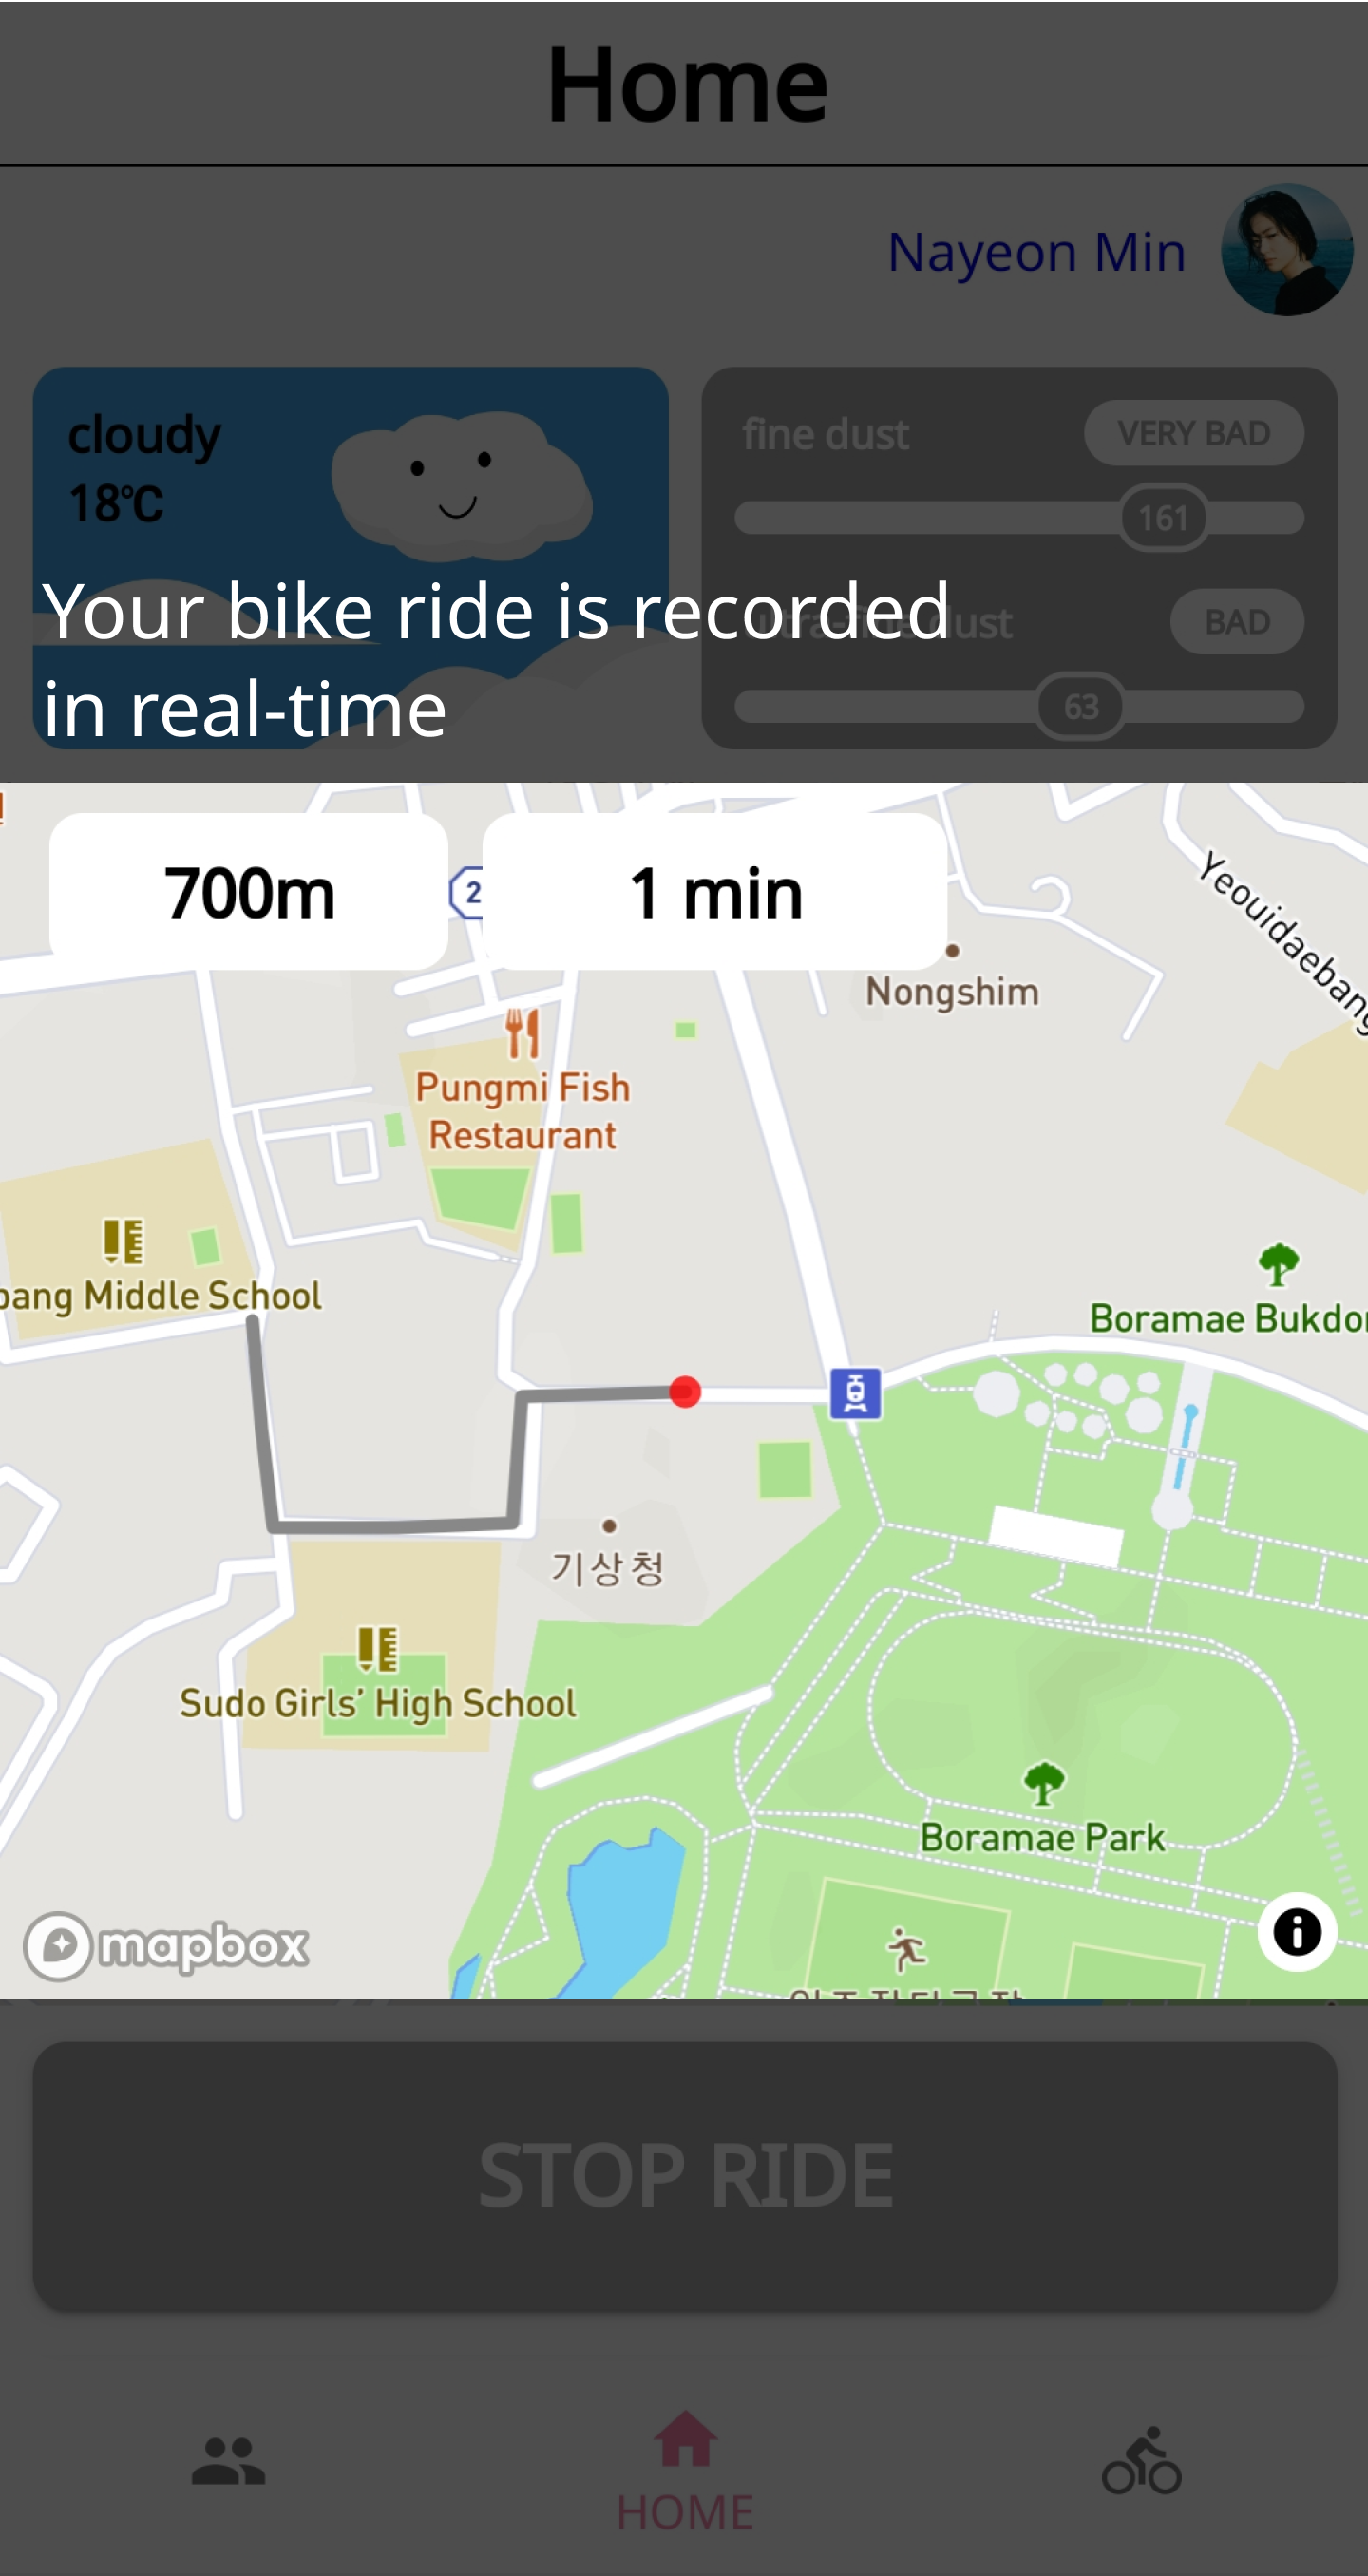 Home
Nayeon Min
cloudy
18℃
fine dust
VERY BAD
161
dust
BAD
63
Your bike ride is recorded
in real-time
700m
2
1 min
Nongshim
Yeouidaebang
Pungmi Fish
Restaurant
bang Middle School
Boramae Bukdo
기상청
Sudo Girls' High School
Boramae Park
mapbox
STOP RIDE
HOME